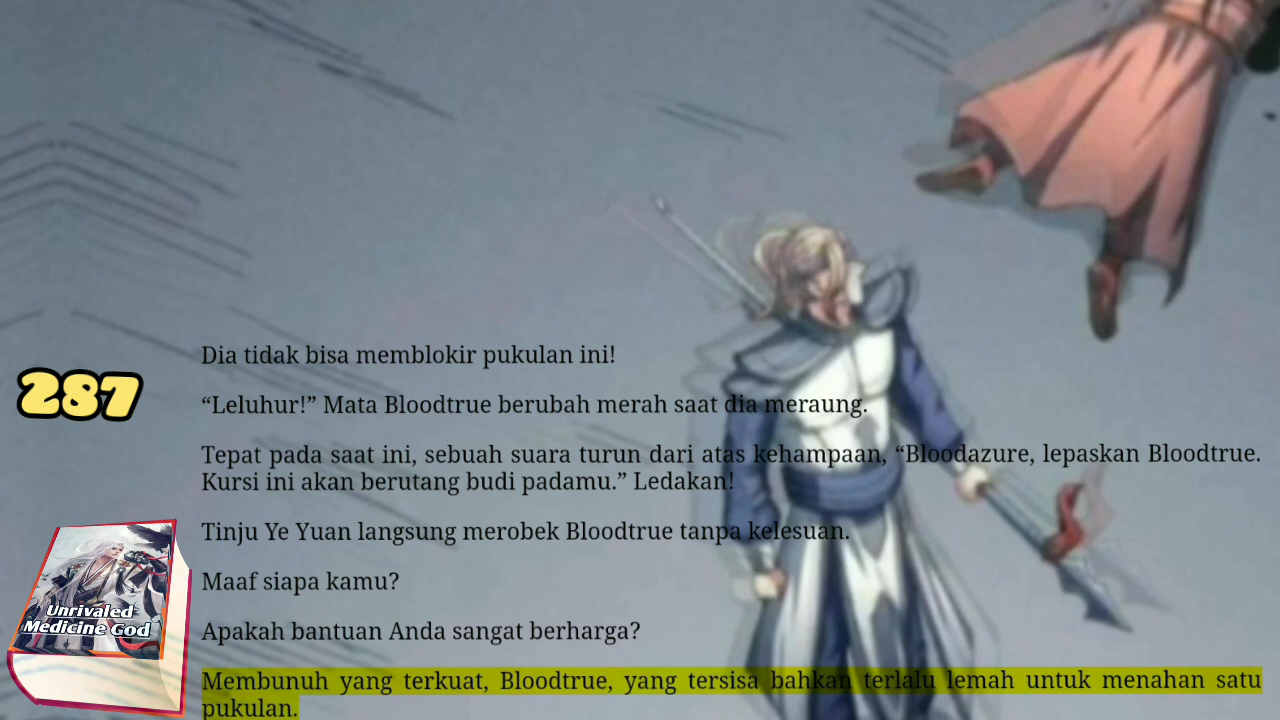 Dia tidak bisa memblokir pukulan ini!
“Leluhur!” Mata Bloodtrue berubah merah saat dia meraung.
Tepat pada saat ini, sebuah suara turun dari atas kehampaan, “Bloodazure, lepaskan Bloodtrue.
Kursi ini akan berutang budi padamu.” Ledakan!
Tinju Ye Yuan langsung merobek Bloodtrue tanpa kelesuan.
Maaf siapa kamu?
Apakah bantuan Anda sangat berharga?
Membunuh yang terkuat, Bloodtrue, yang tersisa bahkan terlalu lemah untuk menahan satu
pukulan.
287
Unrivaled
Medicine God